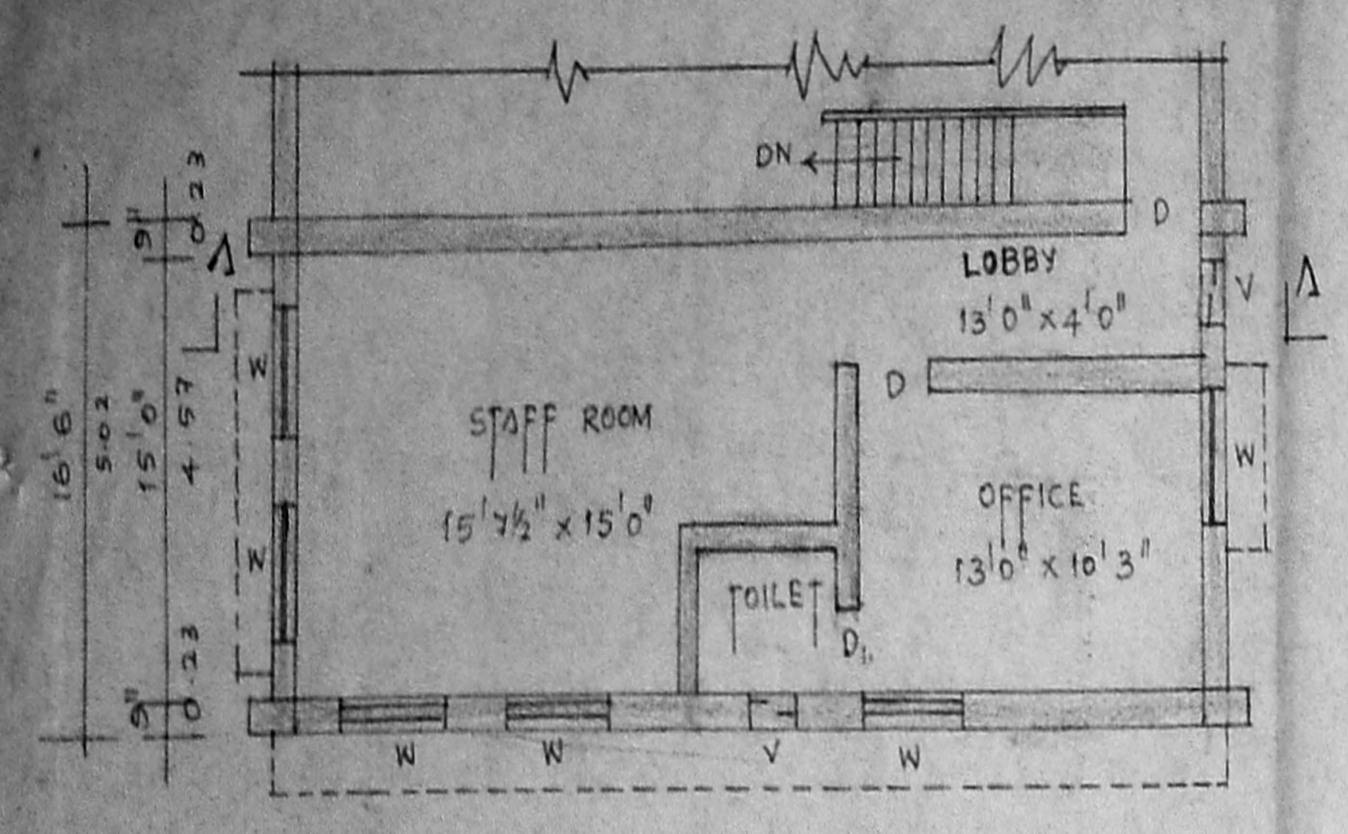 DN
D
LOBBY
13'0" x 4'0"
V
A
A
9"
0.23
16'6"
5.02
15'0"
4.57
W
D
STAFF ROOM
15'7½" x 15'0"
OFFICE
13'0" x 10'3"
W
W
TOILET
D1.
9"
0.23
W
W
V
W